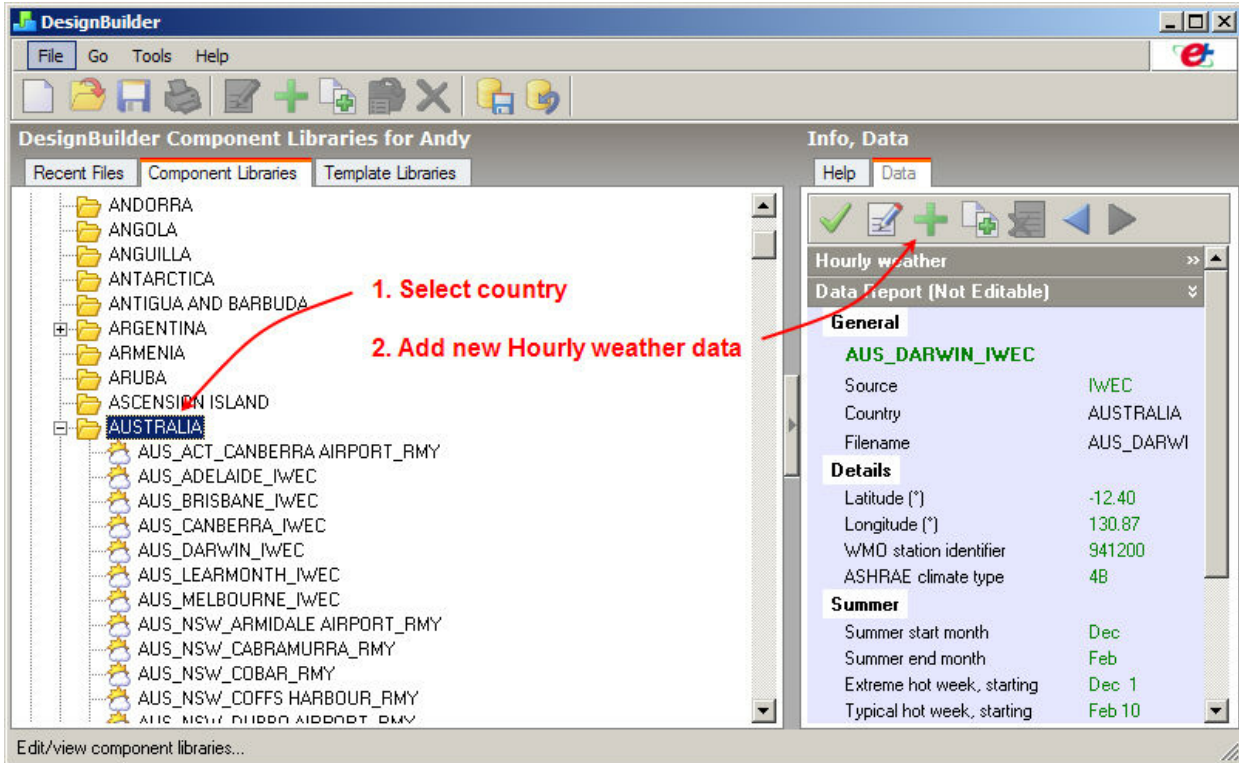 DesignBuilder
File Go Tools Help
DesignBuilder Component Libraries for Andy
Recent Files Component Libraries Template Libraries
ANDORRA
ANGOLA
ANGUILLA
ANTARCTICA
ANTIGUA AND BARBUDA
ARGENTINA
ARMENIA
ARUBA
ASCENSION ISLAND
AUSTRALIA
AUS_ACT_CANBERRA AIRPORT_RMY
AUS_ADELAIDE_IWEC
AUS_BRISBANE_IWEC
AUS_CANBERRA_IWEC
AUS_DARWIN_IWEC
AUS_LEARMONTH_IWEC
AUS_MELBOURNE_IWEC
AUS_NSW_ARMIDALE AIRPORT_RMY
AUS_NSW_CABRAMURRA_RMY
AUS_NSW_COBAR_RMY
AUS_NSW_COFFS HARBOUR_RMY
AUS_NSW_DUBBO AIRPORT_RMY
1. Select country
2. Add new Hourly weather data
Info, Data
Help Data
Hourly weather
Data Report (Not Editable)
General
AUS_DARWIN_IWEC
Source IWEC
Country AUSTRALIA
Filename AUS_DARWI
Details
Latitude (°) -12.40
Longitude (°) 130.87
WMO station identifier 941200
ASHRAE climate type 4B
Summer
Summer start month Dec
Summer end month Feb
Extreme hot week, starting Dec 1
Typical hot week, starting Feb 10
Edit/view component libraries...